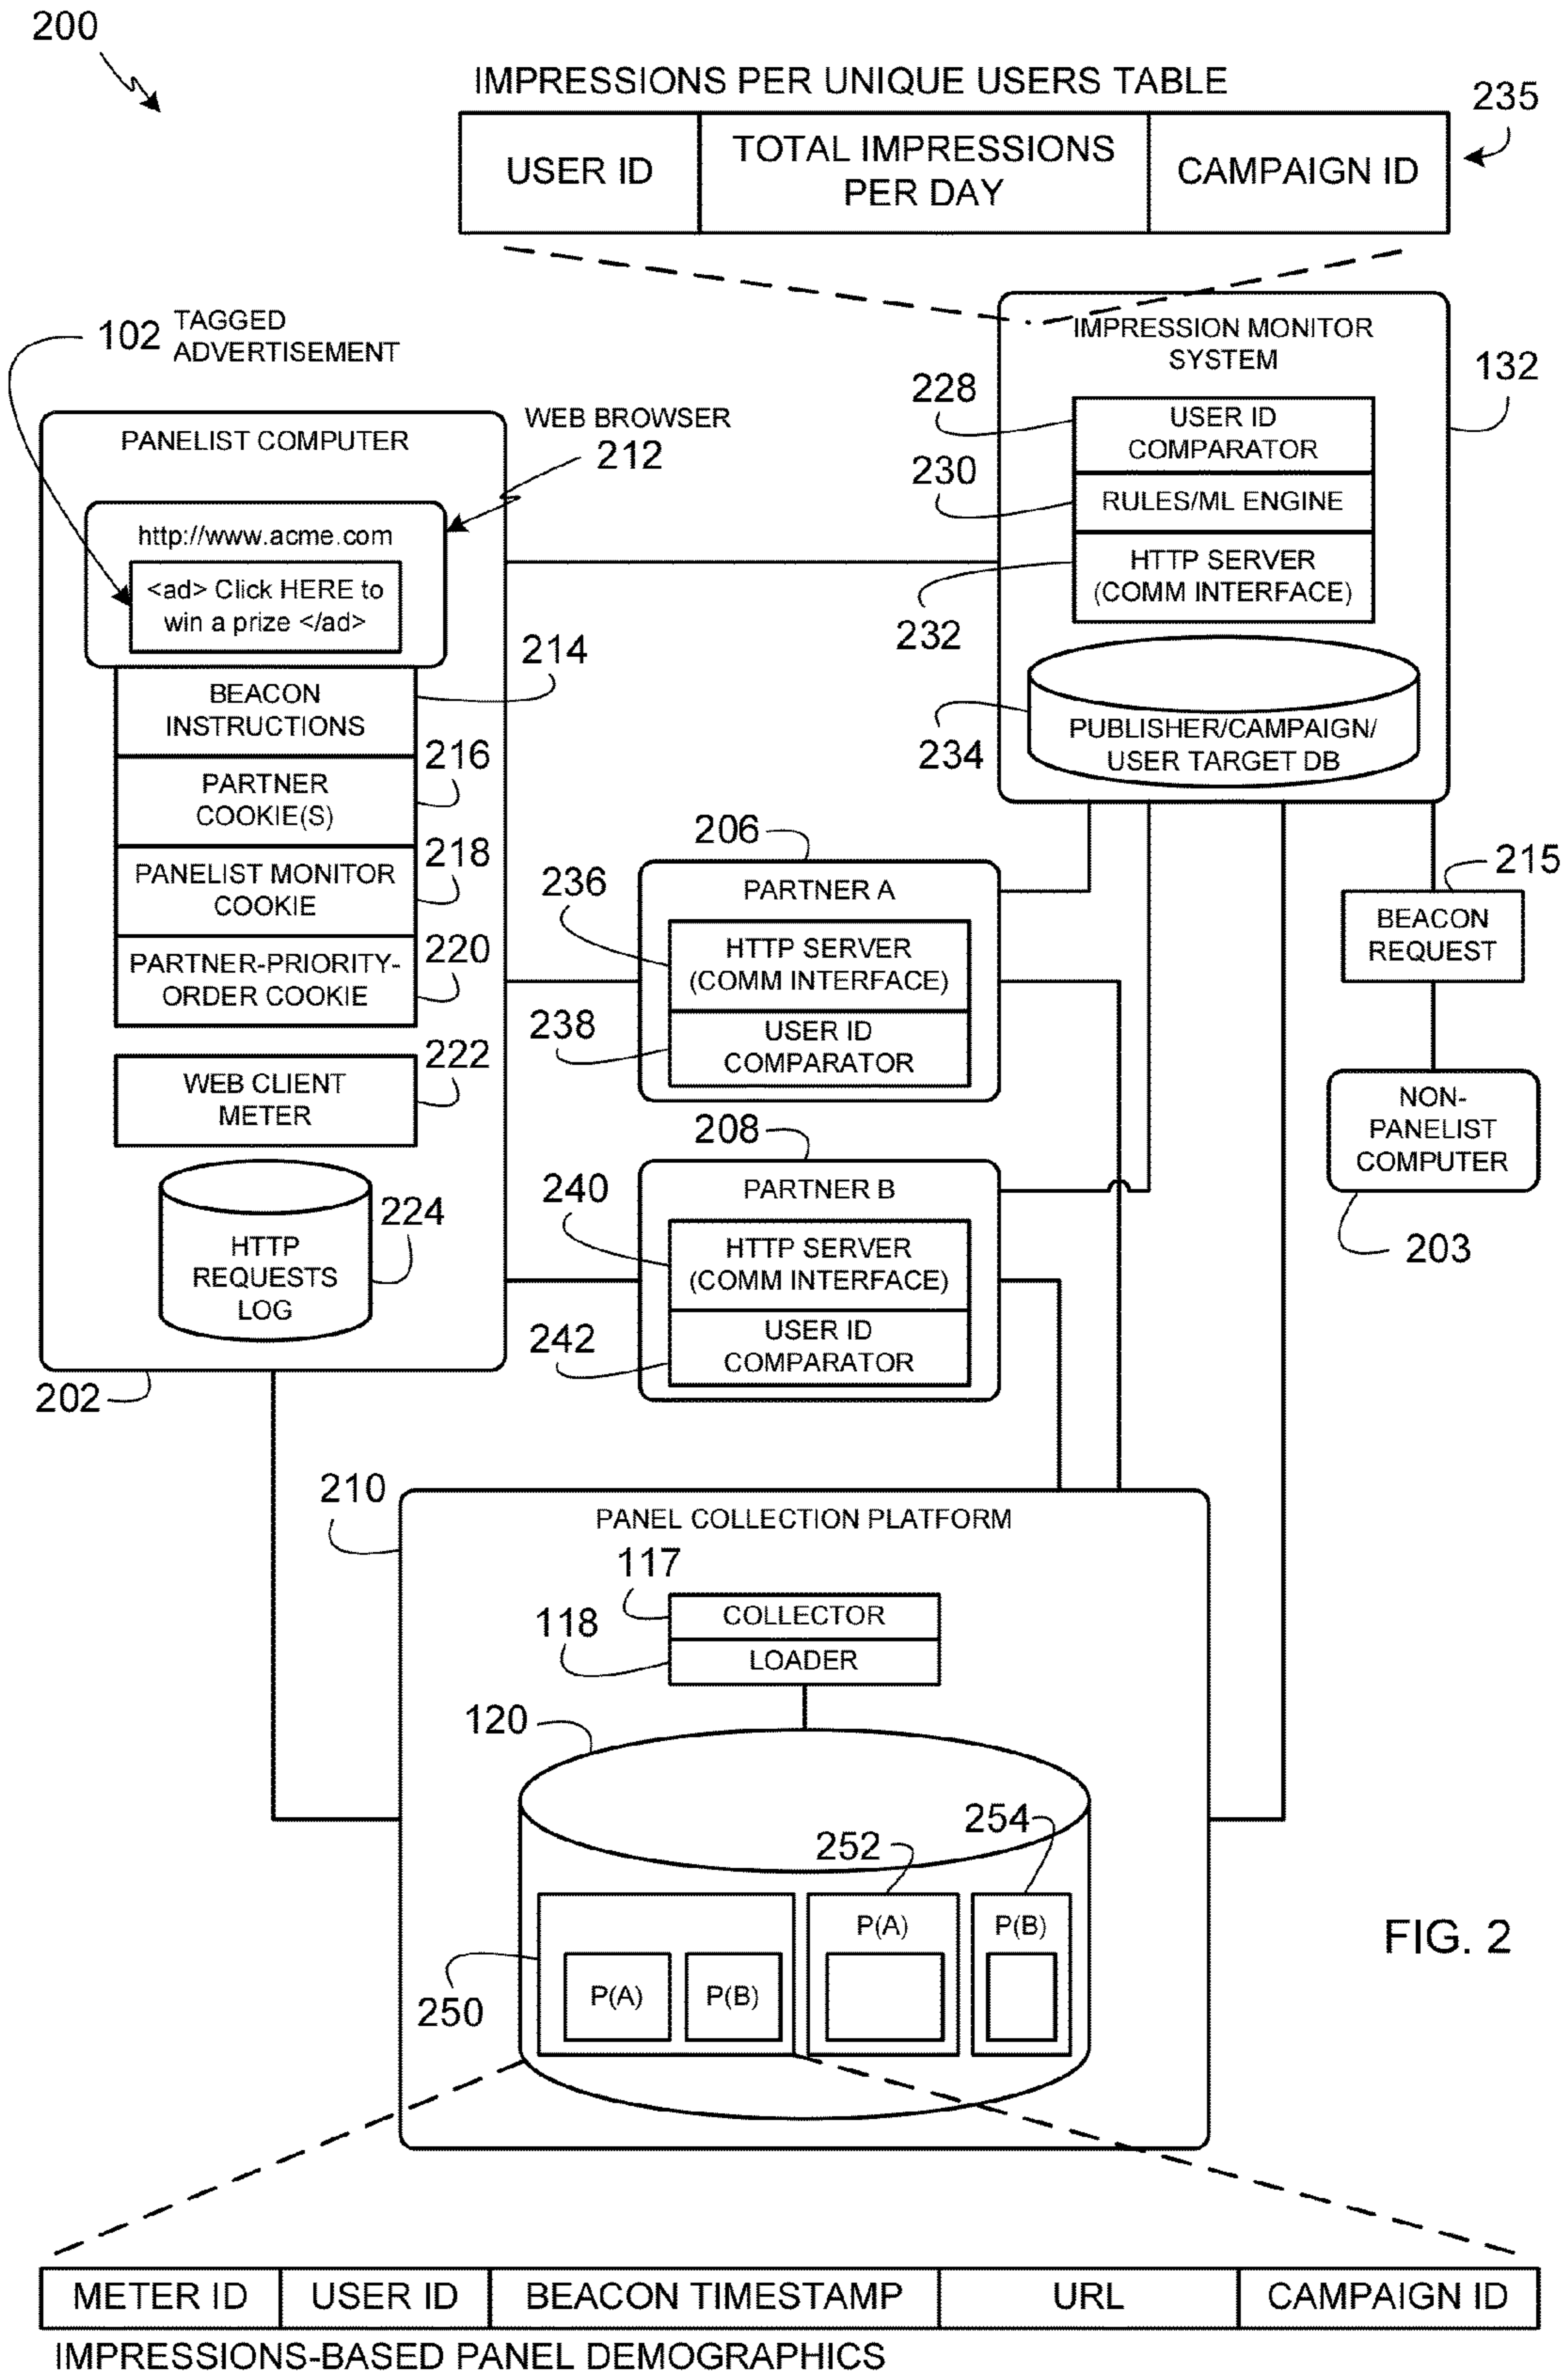 200
IMPRESSIONS PER UNIQUE USERS TABLE
235
USER ID
TOTAL IMPRESSIONS
PER DAY
CAMPAIGN ID
102
TAGGED
ADVERTISEMENT
IMPRESSION MONITOR
SYSTEM
132
228
USER ID
COMPARATOR
230
RULES/ML ENGINE
HTTP SERVER
(COMM INTERFACE)
232
234
PUBLISHER/CAMPAIGN/
USER TARGET DB
PANELIST COMPUTER
WEB BROWSER
212
http://www.acme.com
<ad> Click HERE to
win a prize </ad>
214
BEACON
INSTRUCTIONS
216
PARTNER
COOKIE(S)
218
PANELIST MONITOR
COOKIE
220
PARTNER-PRIORITY-
ORDER COOKIE
222
WEB CLIENT
METER
224
HTTP
REQUESTS
LOG
202
206
PARTNER A
236
HTTP SERVER
(COMM INTERFACE)
238
USER ID
COMPARATOR
208
PARTNER B
240
HTTP SERVER
(COMM INTERFACE)
242
USER ID
COMPARATOR
215
BEACON
REQUEST
NON-
PANELIST
COMPUTER
203
210
PANEL COLLECTION PLATFORM
117
COLLECTOR
118
LOADER
120
254
252
P(A)
P(B)
P(A)
P(B)
250
FIG. 2
METER ID
USER ID
BEACON TIMESTAMP
URL
CAMPAIGN ID
IMPRESSIONS-BASED PANEL DEMOGRAPHICS